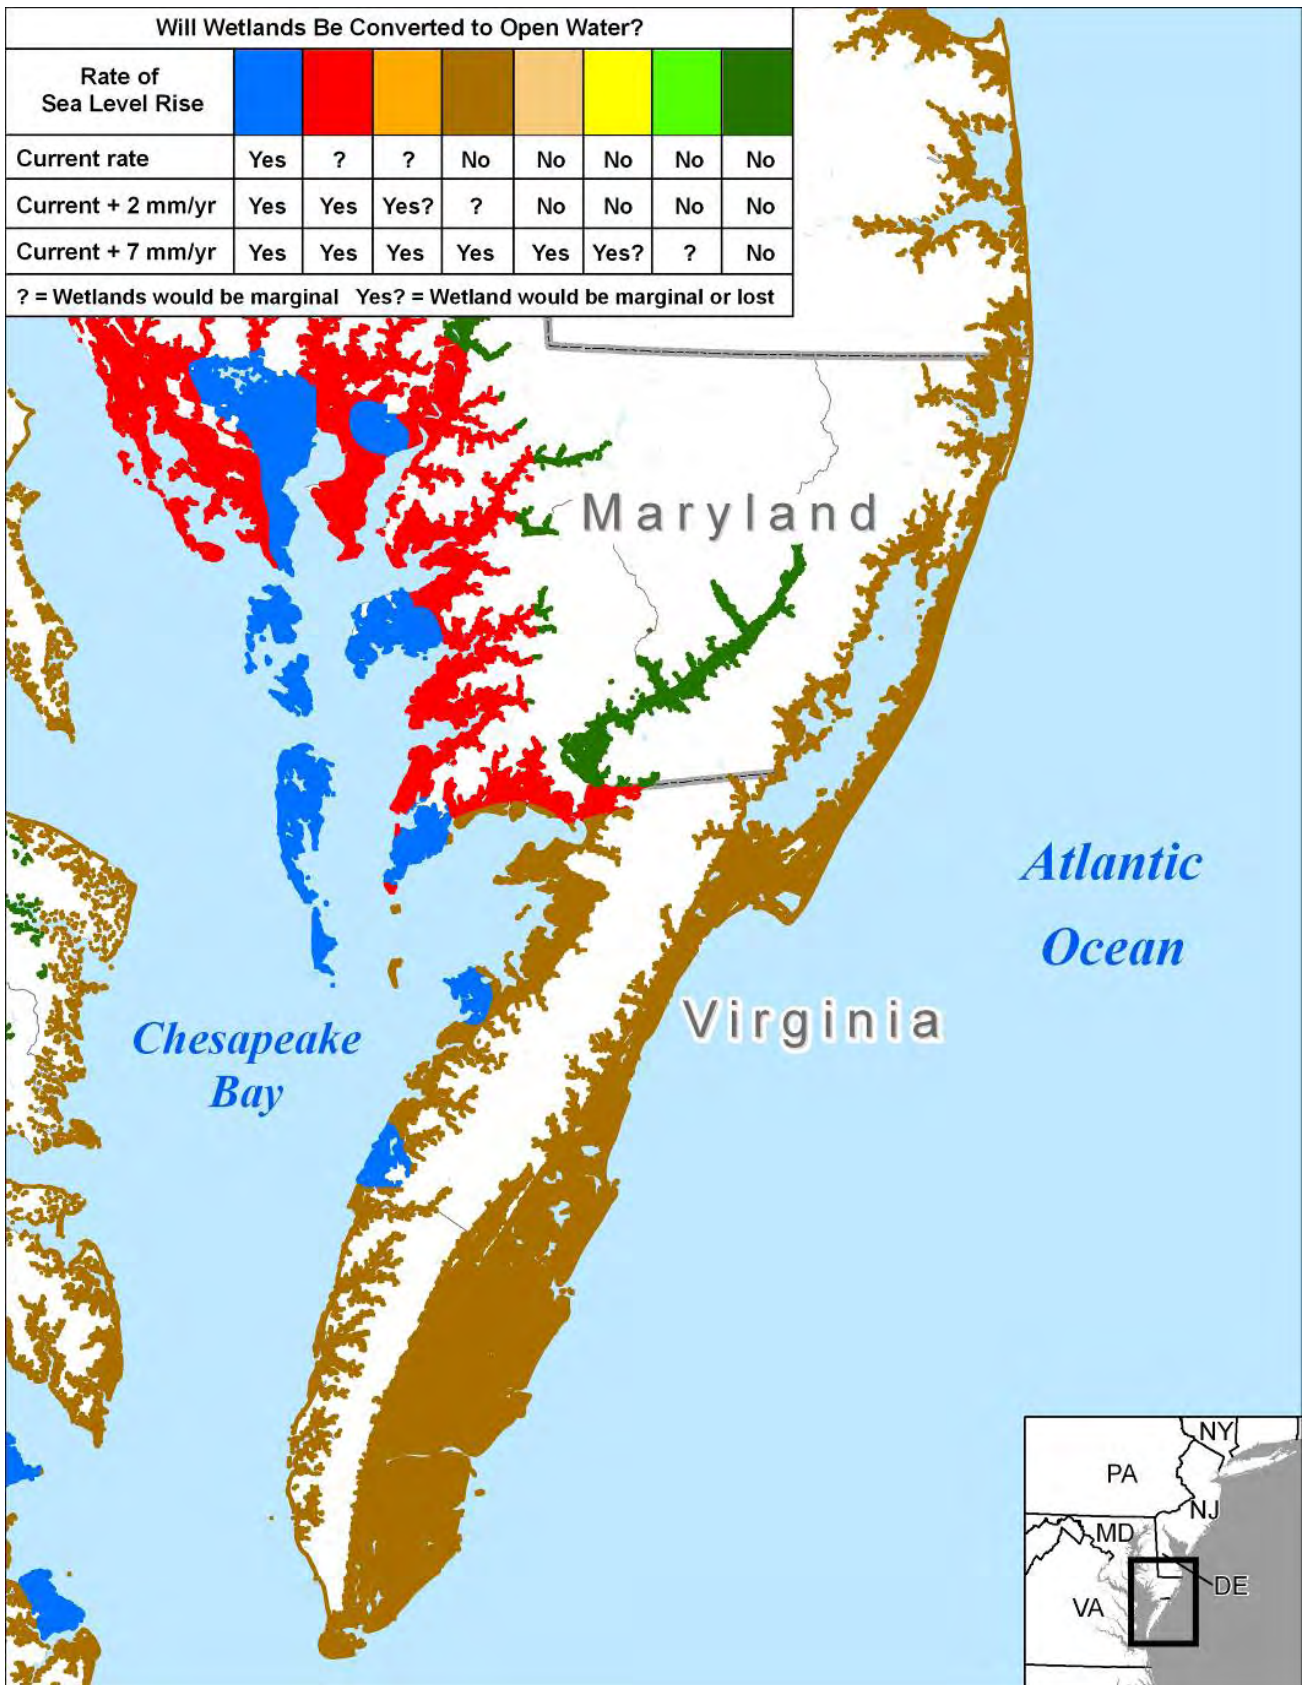 Will Wetlands Be Converted to Open Water?
Rate of
Sea Level Rise
Current rate Yes ? ? No No No No No
Current + 2 mm/yr Yes Yes Yes? ? No No No No
Current + 7 mm/yr Yes Yes Yes Yes Yes Yes? ? No
? = Wetlands would be marginal Yes? = Wetland would be marginal or lost
Maryland
Atlantic
Ocean
Virginia
Chesapeake
Bay
NY
PA
NJ
MD
DE
VA